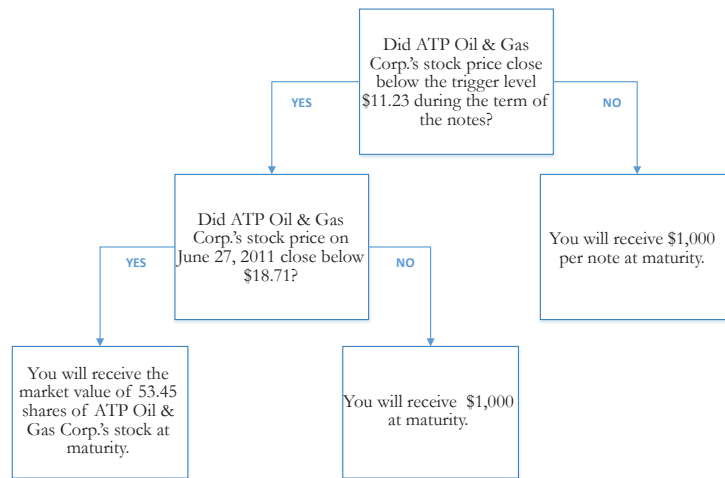 Did ATP Oil & Gas
Corp.'s stock price close
below the trigger level
$11.23 during the term of
the notes?
YES
NO
Did ATP Oil & Gas
Corp.'s stock price on
June 27, 2011 close below
$18.71?
You will receive $1,000
per note at maturity.
YES
NO
You will receive the
market value of 53.45
shares of ATP Oil &
Gas Corp.'s stock at
maturity.
You will receive $1,000
at maturity.